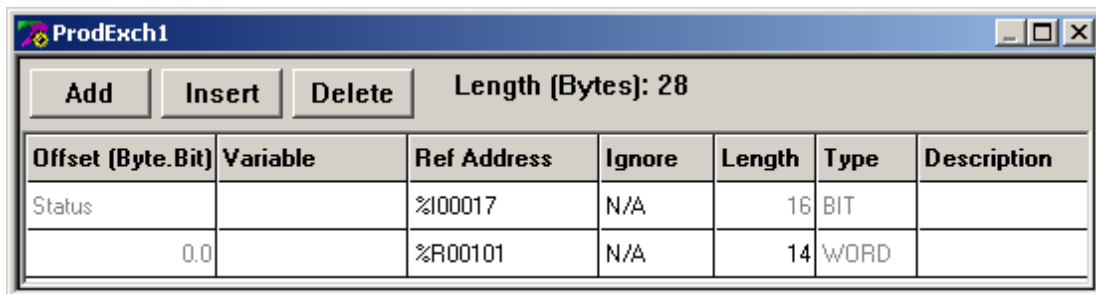 ProdExch1
Add Insert Delete Length (Bytes): 28
Offset (Byte.Bit) Variable Ref Address Ignore Length Type Description
Status %I00017 N/A 16 BIT
0.0 %R00101 N/A 14 WORD